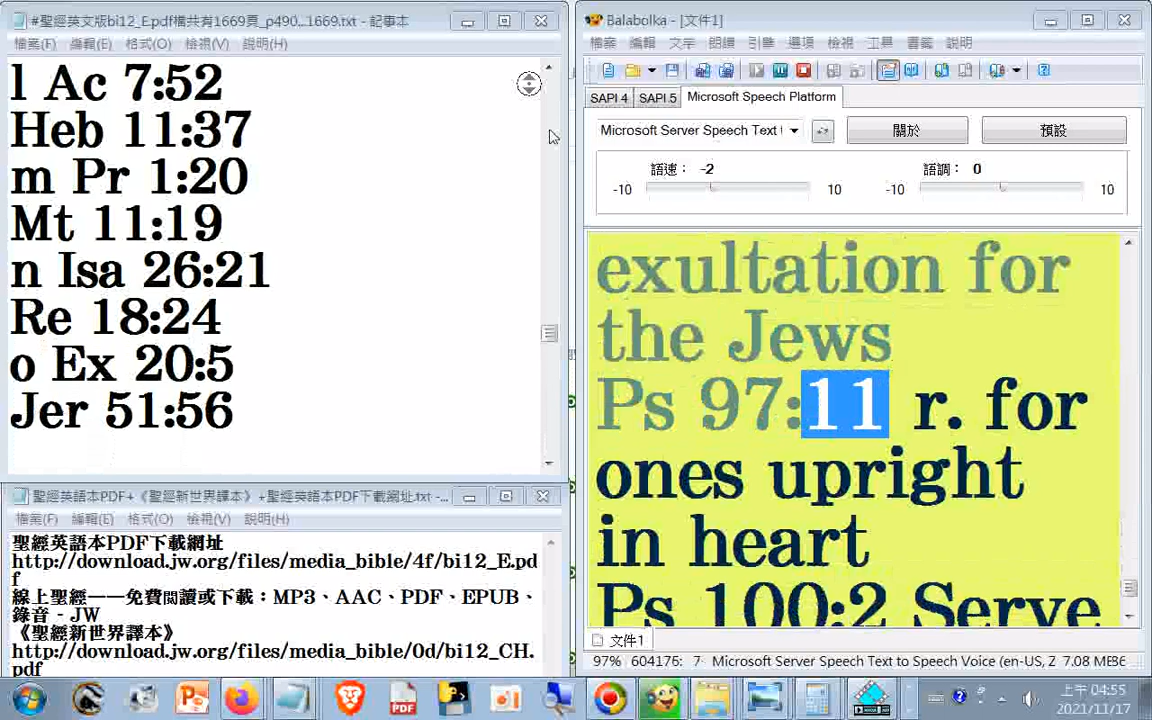 #聖經英文版bi12_E.pdf檔共有1669頁_p490...1669.txt - 記事本
檔案(F) 編輯(E) 格式(O) 檢視(V) 說明(H)
l Ac 7:52
Heb 11:37
m Pr 1:20
Mt 11:19
n Isa 26:21
Re 18:24
o Ex 20:5
Jer 51:56
聖經英語本PDF+《聖經新世界譯本》+聖經英語本PDF下載網址.txt -...
檔案(F) 編輯(E) 格式(O) 檢視(V) 說明(H)
聖經英語本PDF下載網址
http://download.jw.org/files/media_bible/4f/bi12_E.pd
f
線上聖經——免費閱讀或下載：MP3、AAC、PDF、EPUB、
錄音 - JW
《聖經新世界譯本》
http://download.jw.org/files/media_bible/0d/bi12_CH.
pdf
Balabolka - [文件1]
檔案 編輯 文字 朗讀 引擎 選項 檢視 工具 書籤 說明
SAPI 4 SAPI 5 Microsoft Speech Platform
Microsoft Server Speech Text 關於 預設
語速： -2 語調： 0
-10 10 -10 10
exultation for
the Jews
Ps 97:11 r. for
ones upright
in heart
Ps 100:2 Serve
文件1
97% 604175: 7 Microsoft Server Speech Text to Speech Voice (en-US, Z 7.08 MB
上午 04:55
2021/11/17